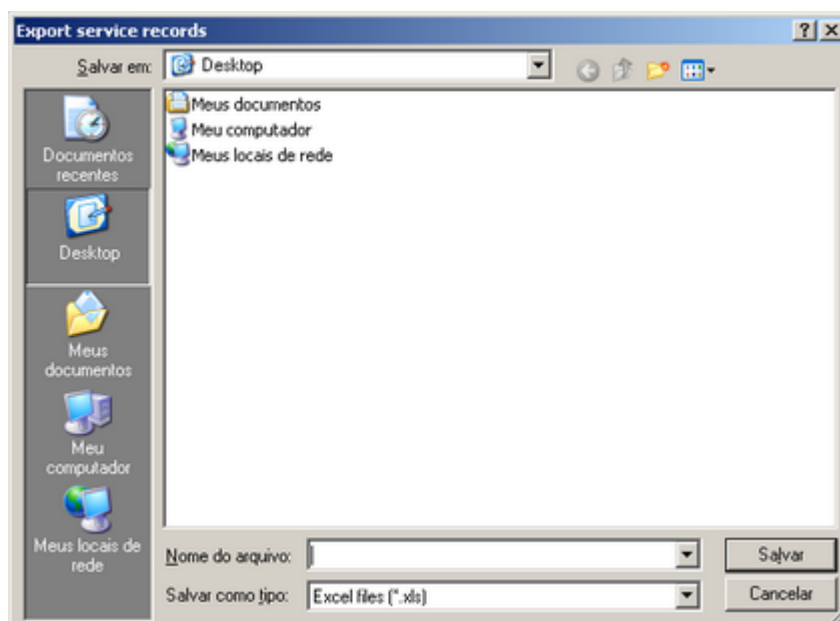 Export service records
Salvar em:
Desktop
Meus documentos
Meu computador
Meus locais de rede
Documentos
recentes
Desktop
Meus
documentos
Meu
computador
Meus locais de
rede
Nome do arquivo:
Salvar
Salvar como tipo:
Excel files (*.xls)
Cancelar